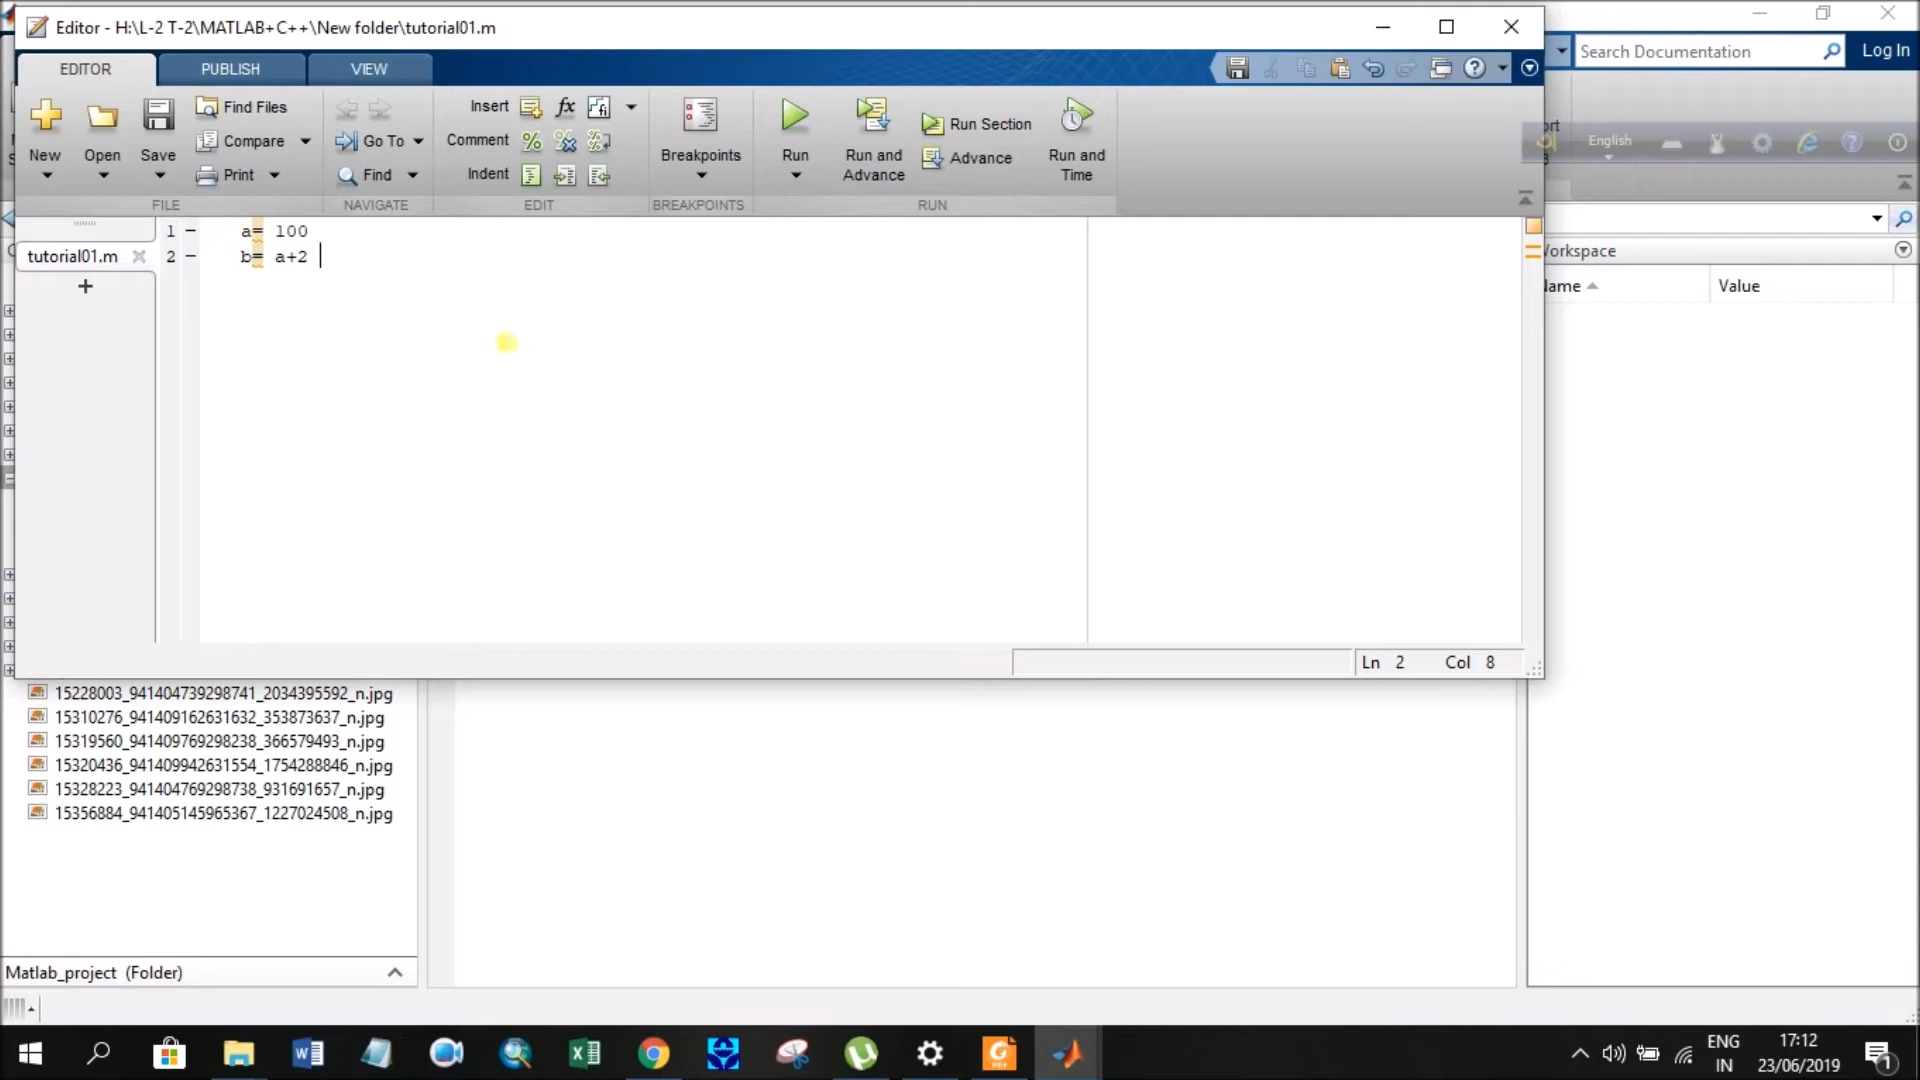 Editor - H:\L-2 T-2\MATLAB+C++\New folder\tutorial01.m
EDITOR PUBLISH VIEW
Search Documentation Log In
New Open Save
Find Files
Compare
Print
FILE
Go To
Find
NAVIGATE
Insert fx
Comment
Indent
EDIT
Breakpoints
BREAKPOINTS
Run
Run and Advance
Run Section
Advance
Run and Time
RUN
English
tutorial01.m
1 – a= 100
2 – b= a+2
Ln 2 Col 8
Value
15228003_941404739298741_2034395592_n.jpg
15310276_941409162631632_353873637_n.jpg
15319560_941409769298238_366579493_n.jpg
15320436_941409942631554_1754288846_n.jpg
15328223_941404769298738_931691657_n.jpg
15356884_941405145965367_1227024508_n.jpg
Matlab_project (Folder)
ENG
IN
17:12
23/06/2019
1